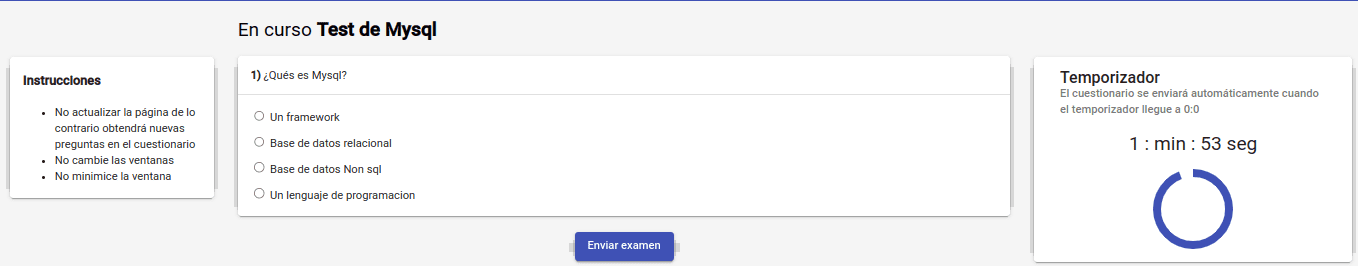 En curso Test de Mysql
Instrucciones
No actualizar la página de lo
contrario obtendrá nuevas
preguntas en el cuestionario
No cambie las ventanas
No minimice la ventana
1) ¿Qués es Mysql?
Un framework
Base de datos relacional
Base de datos Non sql
Un lenguaje de programacion
Enviar examen
Temporizador
El cuestionario se enviará automáticamente cuando
el temporizador llegue a 0:0
1 : min : 53 seg